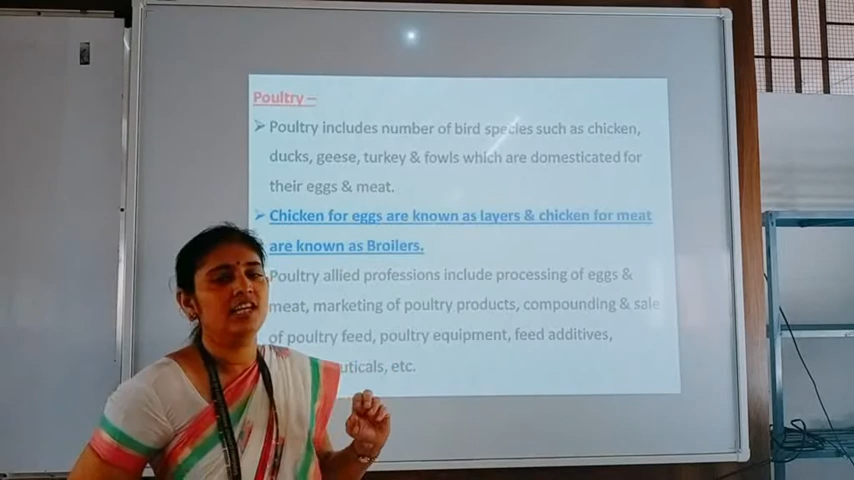 Poultry –
➢ Poultry includes number of bird species such as chicken,
ducks, geese, turkey & fowls which are domesticated for
their eggs & meat.
➢ Chicken for eggs are known as layers & chicken for meat
are known as Broilers.
Poultry allied professions include processing of eggs &
meat, marketing of poultry products, compounding & sale
of poultry feed, poultry equipment, feed additives,
etc.